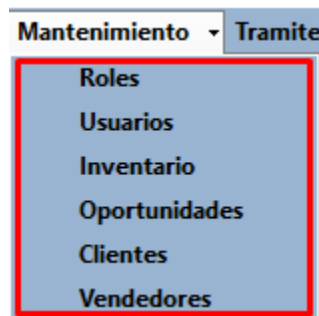 Mantenimiento Tramite
Roles
Usuarios
Inventario
Oportunidades
Clientes
Vendedores